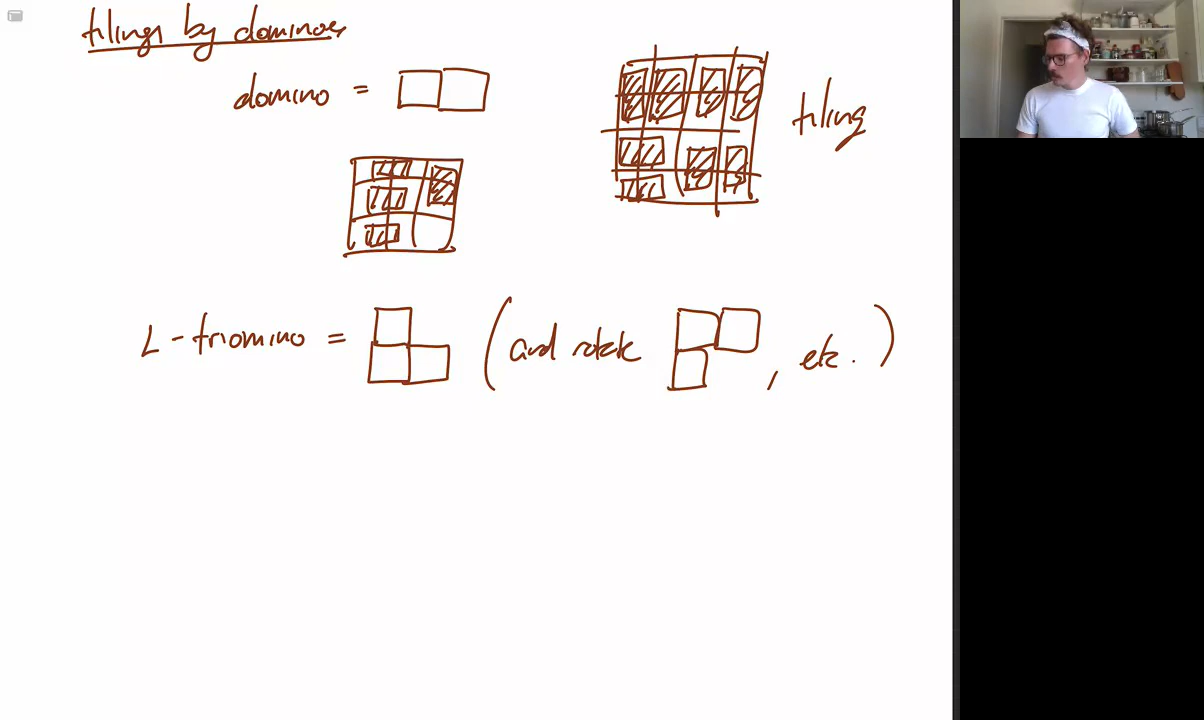 tilings by dominoes
domino =
tiling
L-triomino = (and rotate , etc.)